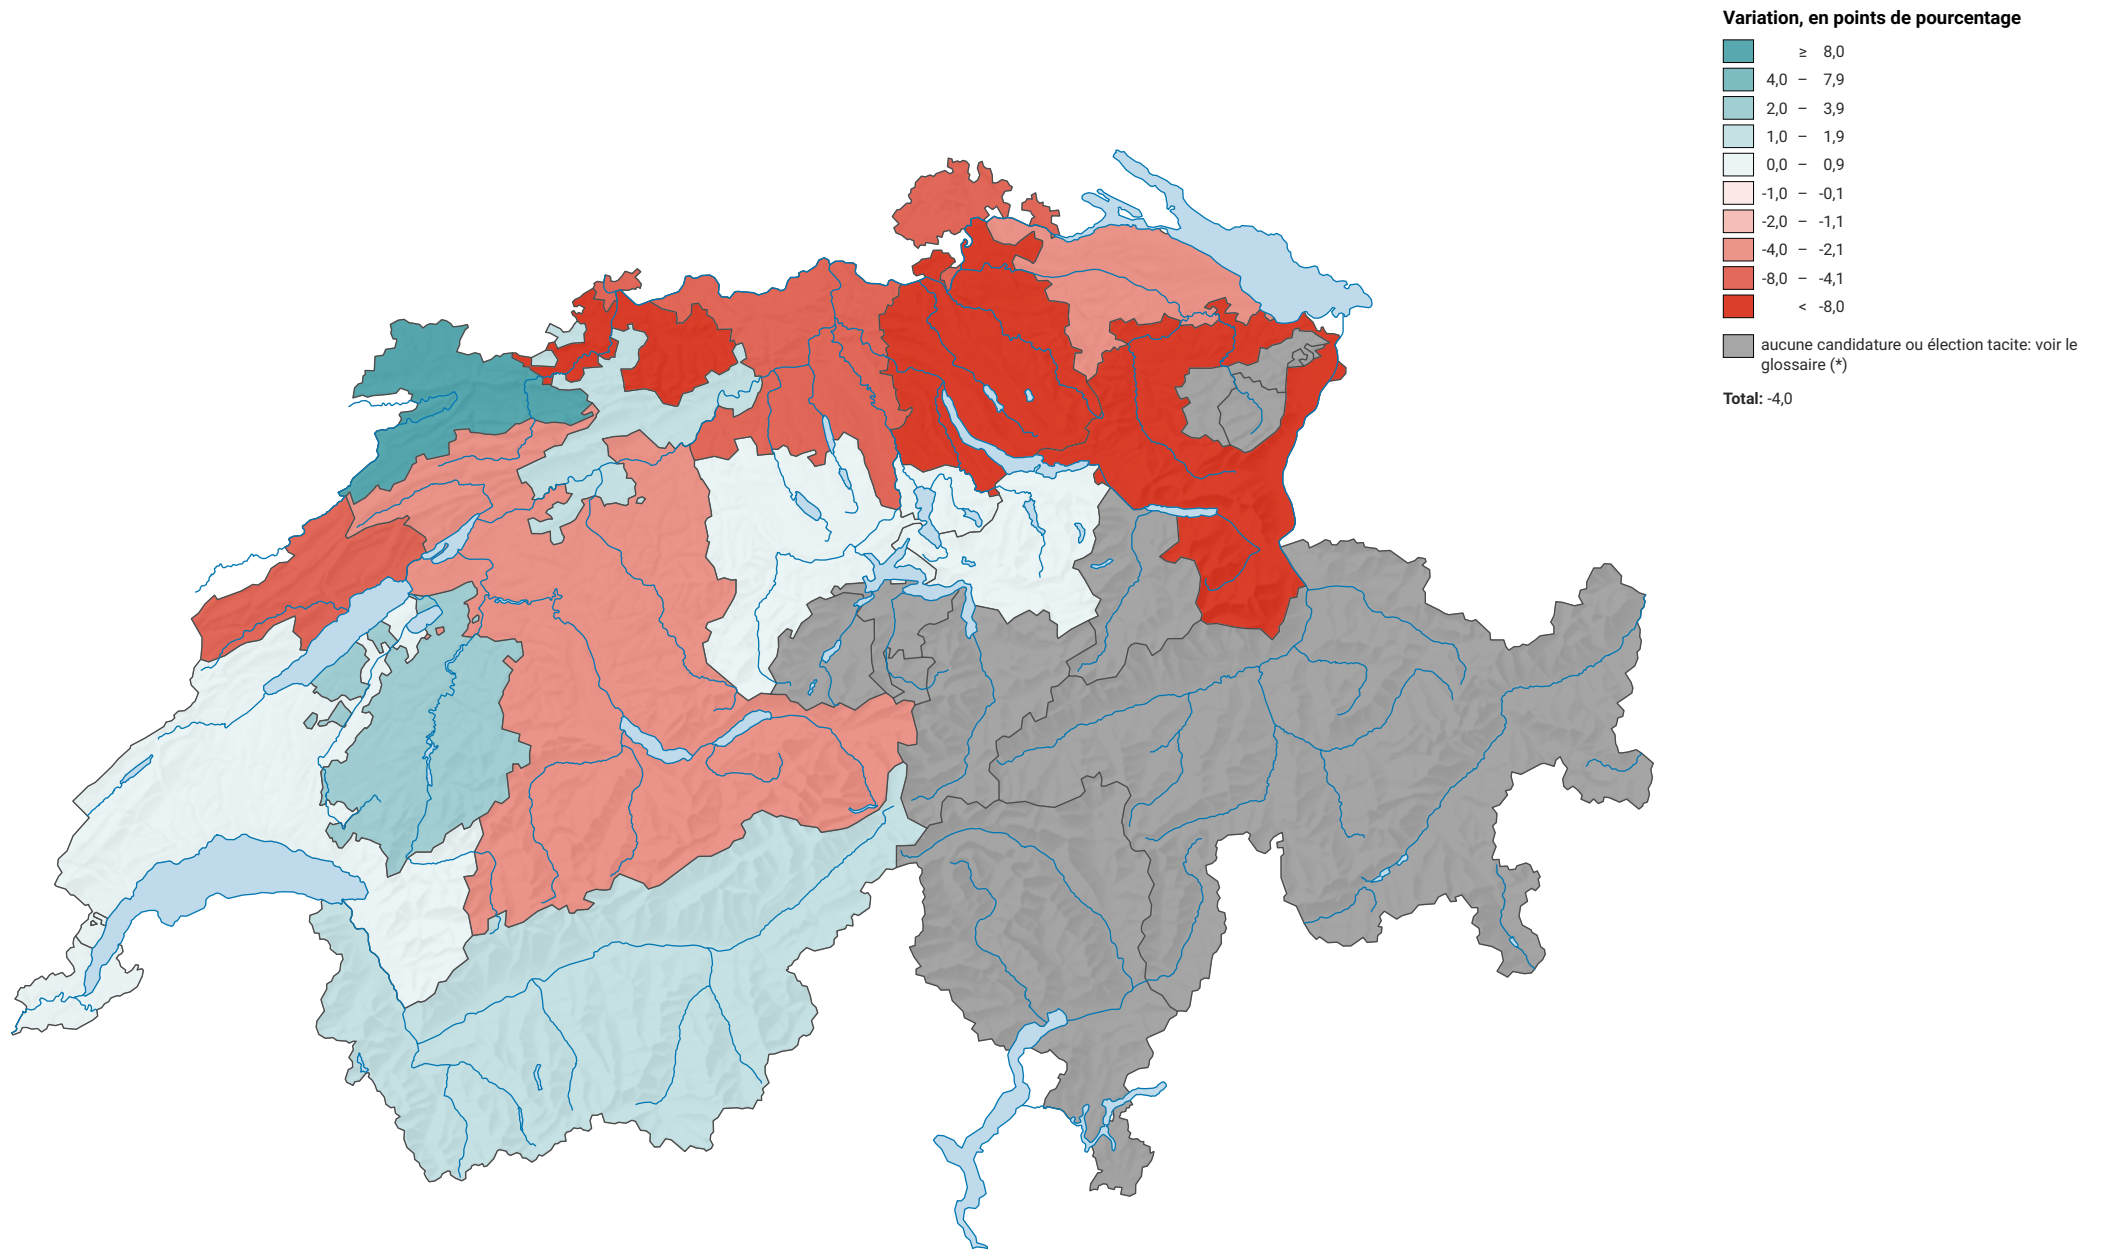 Variation, en points de pourcentage
≥ 8,0
4,0 – 7,9
2,0 – 3,9
1,0 – 1,9
0,0 – 0,9
-1,0 – -0,1
-2,0 – -1,1
-4,0 – -2,1
-8,0 – -4,1
< -8,0
aucune candidature ou élection tacite: voir le
glossaire (*)
Total: -4,0